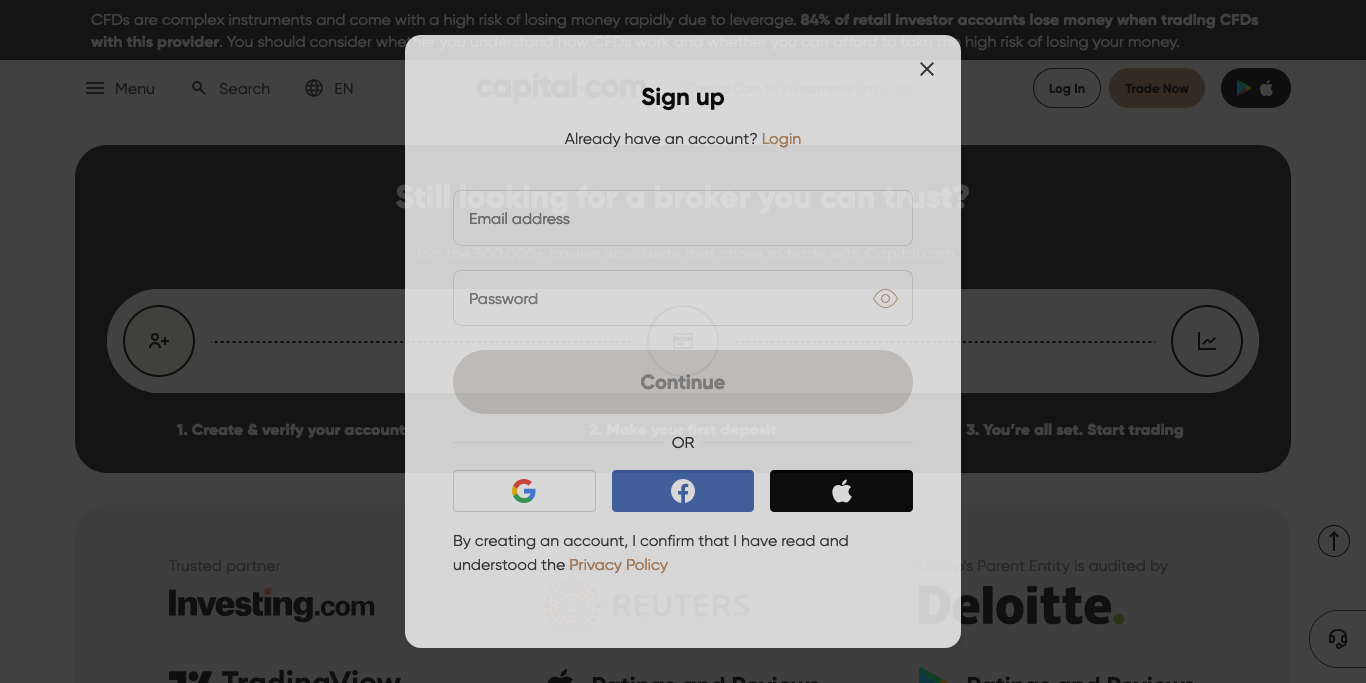 CFDs are complex instruments and come with a high risk of losing money rapidly due to leverage. 84% of retail investor accounts lose money when trading CFDs
with this provider. You should consider whether you understand how CFDs work and whether you can afford to take the high risk of losing your money.
Menu
Search
EN
capital.com
Log In
Trade Now
Sign up
Already have an account? Login
Still looking for a broker you can trust?
Email address
Join the 500,000+ traders worldwide that chose to trade with Capital.com
Password
Continue
1. Create & verify your account
2. Make your first deposit
3. You're all set. Start trading
OR
By creating an account, I confirm that I have read and
understood the Privacy Policy
Trusted partner
Investing.com
REUTERS
Group's Parent Entity is audited by
Deloitte.
TradingView
Ratings and Reviews
Ratings and Reviews